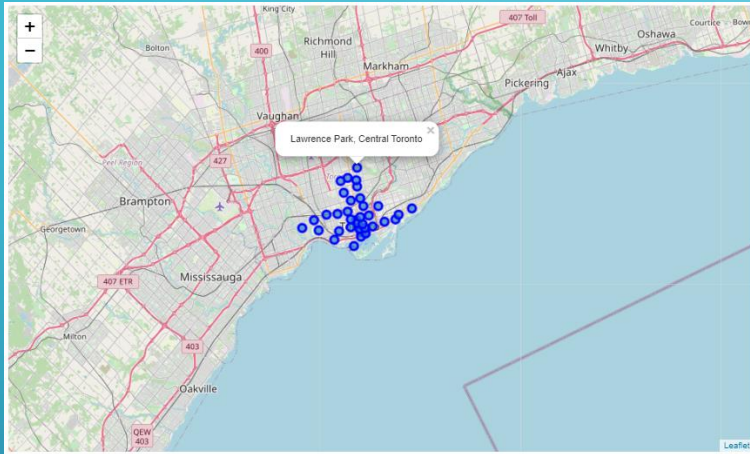 King City
407 Toll
Courtice
Oshawa
Whitby
Bolton
400
Richmond
Hill
Markham
Ajax
Pickering
Vaughan
Lawrence Park, Central Toronto
×
427
Peel Region
Brampton
Georgetown
Mississauga
407 ETR
Milton
403
Oakville
QEW
403
Leaflet
+
−